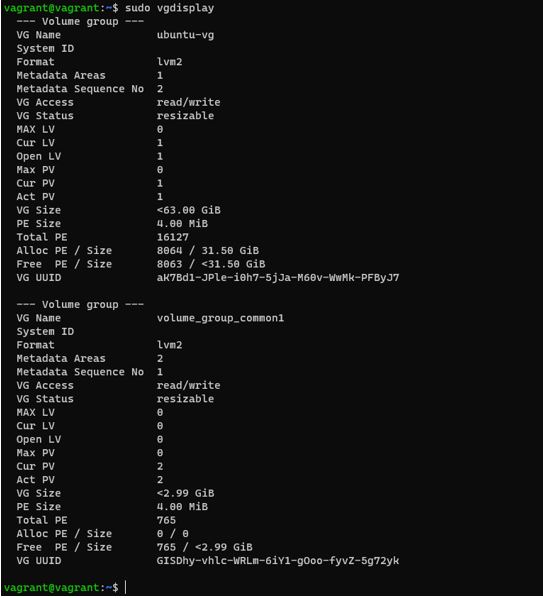 vagrant@vagrant:~$ sudo vgdisplay
  --- Volume group ---
  VG Name               ubuntu-vg
  System ID
  Format                lvm2
  Metadata Areas        1
  Metadata Sequence No  2
  VG Access             read/write
  VG Status             resizable
  MAX LV                0
  Cur LV                1
  Open LV               1
  Max PV                0
  Cur PV                1
  Act PV                1
  VG Size               <63.00 GiB
  PE Size               4.00 MiB
  Total PE              16127
  Alloc PE / Size       8064 / 31.50 GiB
  Free  PE / Size       8063 / <31.50 GiB
  VG UUID               aK7Bd1-JPle-i0h7-5jJa-M60v-WwMk-PFByJ7

  --- Volume group ---
  VG Name               volume_group_common1
  System ID
  Format                lvm2
  Metadata Areas        2
  Metadata Sequence No  1
  VG Access             read/write
  VG Status             resizable
  MAX LV                0
  Cur LV                0
  Open LV               0
  Max PV                0
  Cur PV                2
  Act PV                2
  VG Size               <2.99 GiB
  PE Size               4.00 MiB
  Total PE              765
  Alloc PE / Size       0 / 0
  Free  PE / Size       765 / <2.99 GiB
  VG UUID               GISDhy-vhlc-WRLm-6iY1-gOoo-fyvZ-5g72yk

vagrant@vagrant:~$